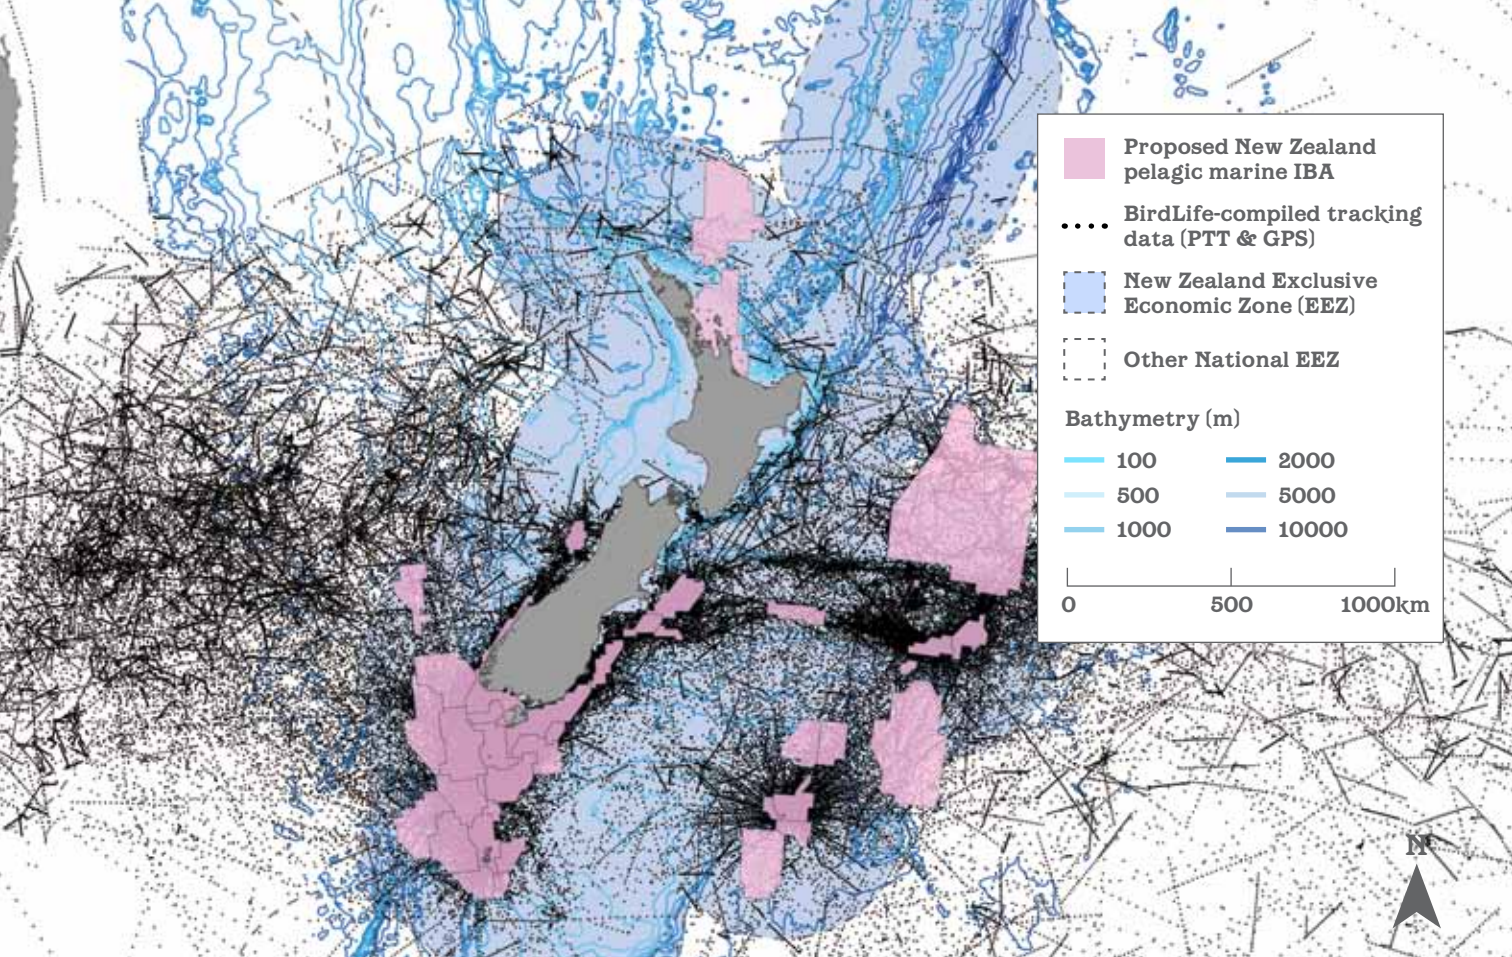 Proposed New Zealand
pelagic marine IBA
BirdLife-compiled tracking
data (PTT & GPS)
New Zealand Exclusive
Economic Zone (EEZ)
Other National EEZ
Bathymetry (m)
100
2000
500
5000
1000
10000
0 500 1000km
N